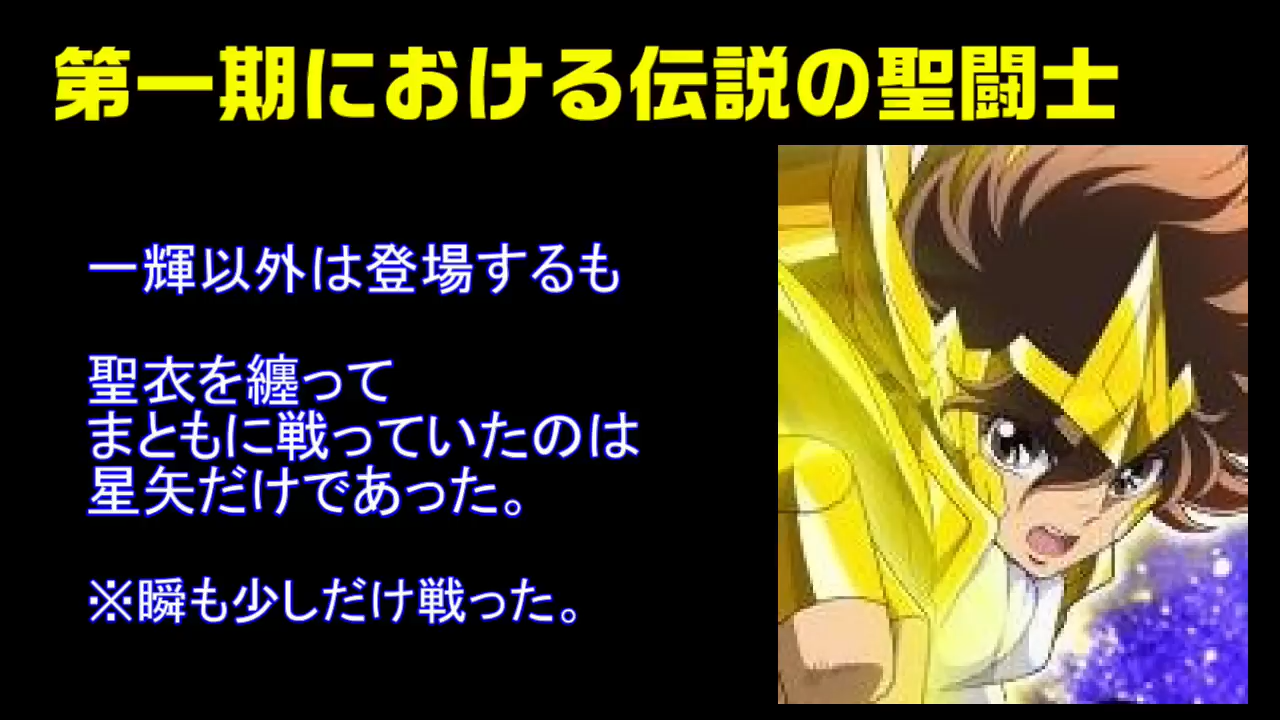 第一期における伝説の聖闘士
一輝以外は登場するも
聖衣を纏って
まともに戦っていたのは
星矢だけであった。
※瞬も少しだけ戦った。